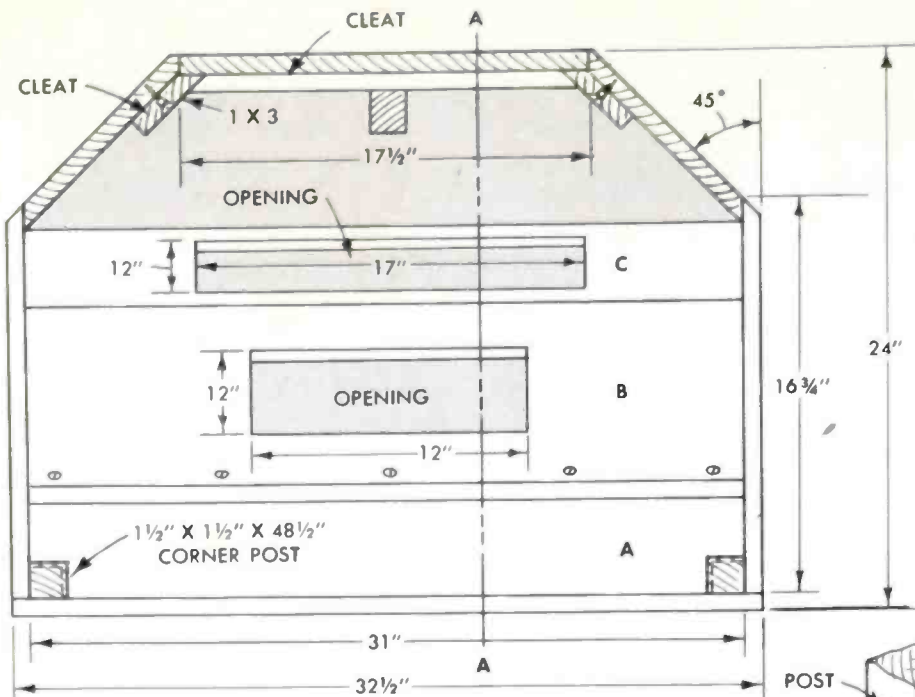 A
CLEAT
CLEAT
1 X 3
45°
17½"
OPENING
12"
17"
C
24"
16¾"
12"
OPENING
B
12"
1½" X 1½" X 48½"
CORNER POST
A
31"
A
POST
32½"